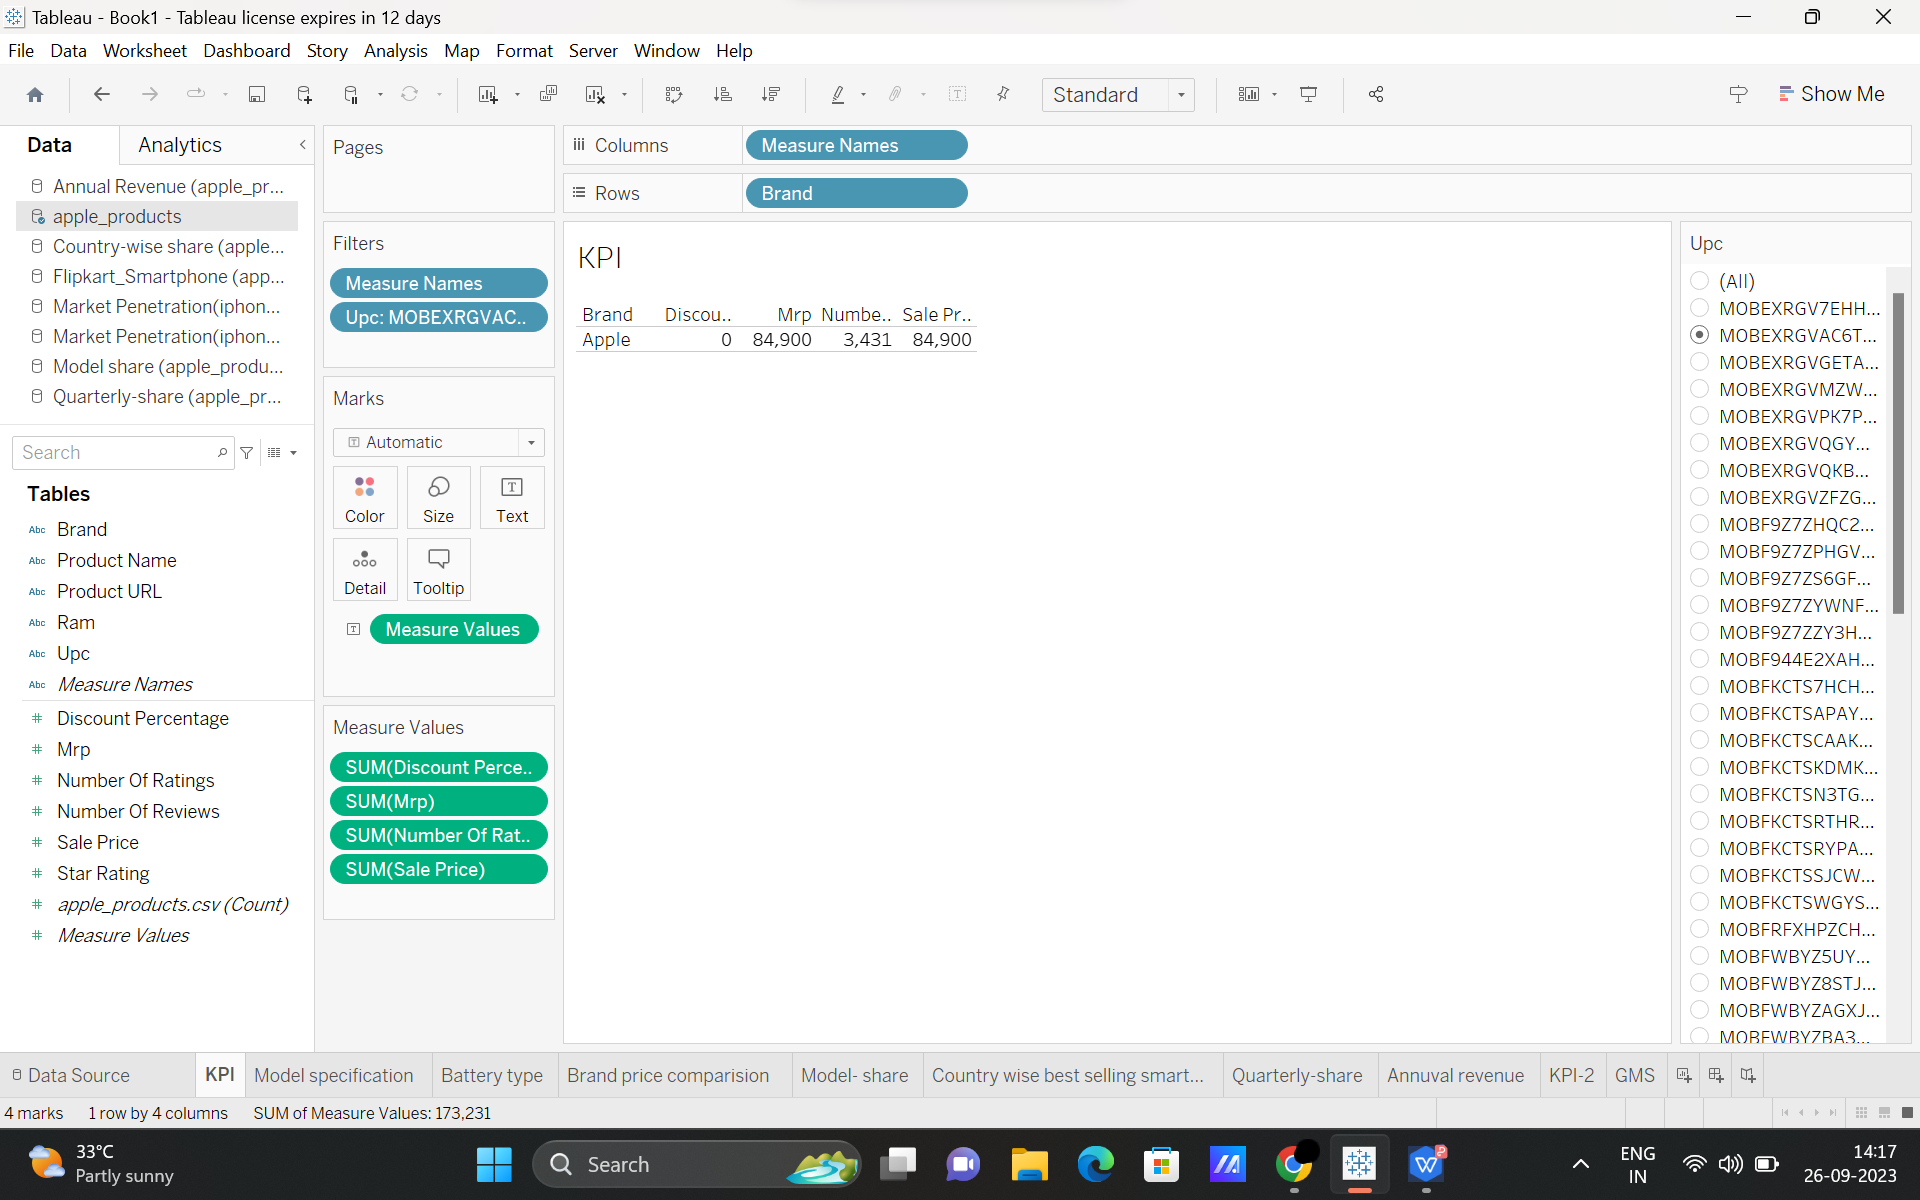 Tableau - Book1 - Tableau license expires in 12 days
File Data Worksheet Dashboard Story Analysis Map Format Server Window Help
Standard
Show Me
Data Analytics
Annual Revenue (apple_pr...
apple_products
Country-wise share (apple...
Flipkart_Smartphone (app...
Market Penetration(iphon...
Market Penetration(iphon...
Model share (apple_produ...
Quarterly-share (apple_pr...
Search
Tables
Abc Brand
Abc Product Name
Abc Product URL
Abc Ram
Abc Upc
Abc Measure Names
# Discount Percentage
# Mrp
# Number Of Ratings
# Number Of Reviews
# Sale Price
# Star Rating
# apple_products.csv (Count)
# Measure Values
Pages
Filters
Measure Names
Upc: MOBEXRGVAC..
Marks
T Automatic
Color Size Text
Detail Tooltip
T Measure Values
Measure Values
SUM(Discount Perce..
SUM(Mrp)
SUM(Number Of Rat..
SUM(Sale Price)
Columns Measure Names
Rows Brand
KPI
Brand Discou.. Mrp Numbe.. Sale Pr..
Apple 0 84,900 3,431 84,900
Upc
(All)
MOBEXRGV7EHH...
MOBEXRGVAC6T...
MOBEXRGVGETA...
MOBEXRGVMZW...
MOBEXRGVPK7P...
MOBEXRGVQGY...
MOBEXRGVQKB...
MOBEXRGVZFZG...
MOBF9Z7ZHQC2...
MOBF9Z7ZPHGV...
MOBF9Z7ZS6GF...
MOBF9Z7ZYWNF...
MOBF9Z7ZZY3H...
MOBF944E2XAH...
MOBFKCTS7HCH...
MOBFKCTSAPAY...
MOBFKCTSCAAK...
MOBFKCTSKDMK...
MOBFKCTSN3TG...
MOBFKCTSRTHR...
MOBFKCTSRYPA...
MOBFKCTSSJCW...
MOBFKCTSWGYS...
MOBFRFXHPZCH...
MOBFWBYZ5UY...
MOBFWBYZ8STJ...
MOBFWBYZAGXJ...
MOBFWBYZBA3...
Data Source KPI Model specification Battery type Brand price comparision Model- share Country wise best selling smart... Quarterly-share Annuval revenue KPI-2 GMS
4 marks 1 row by 4 columns SUM of Measure Values: 173,231
33°C
Partly sunny
Search
ENG
IN
14:17
26-09-2023